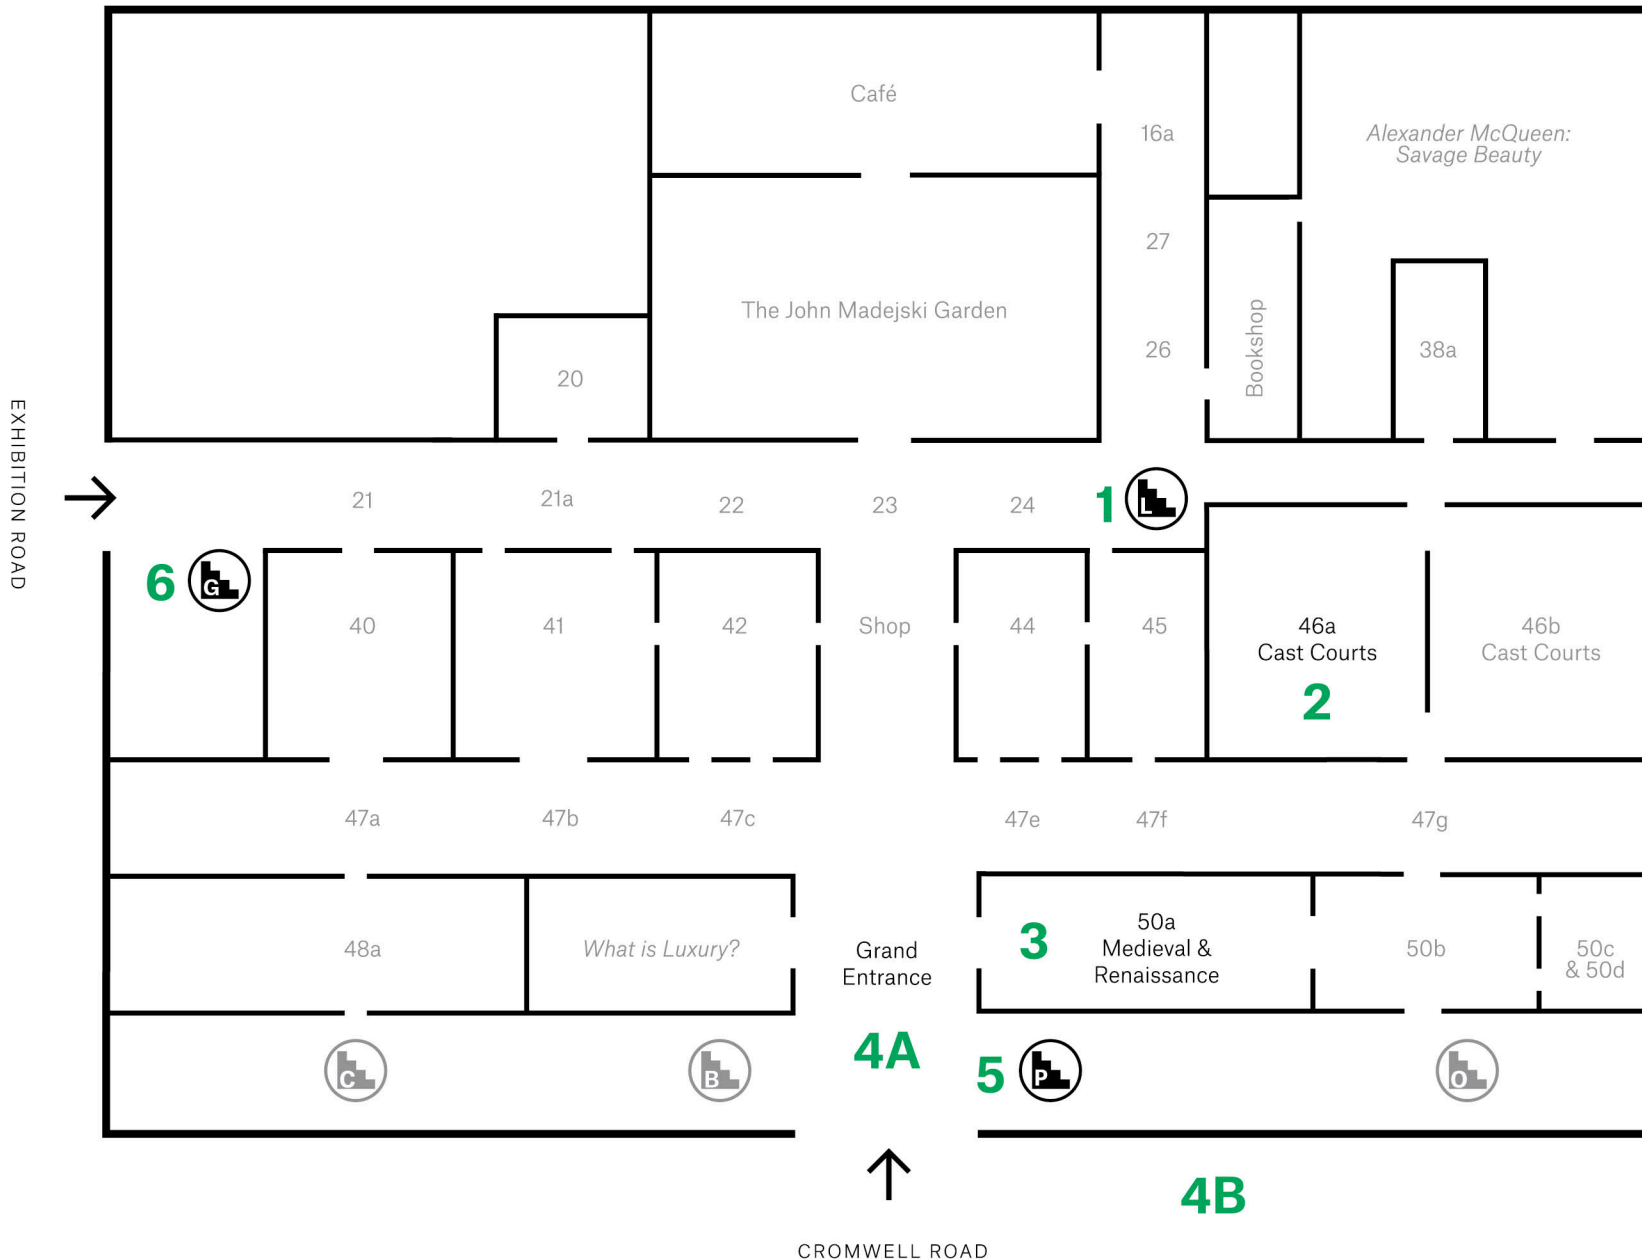 Café
16a
Alexander McQueen:
Savage Beauty
27
The John Madejski Garden
26
Bookshop
38a
20
EXHIBITION ROAD
21
21a
22
23
24
1
L
6
G
40
41
42
Shop
44
45
46a
Cast Courts
2
46b
Cast Courts
47a
47b
47c
47e
47f
47g
48a
What is Luxury?
Grand
Entrance
3
50a
Medieval &
Renaissance
50b
50c
& 50d
C
B
4A
5
P
O
4B
CROMWELL ROAD